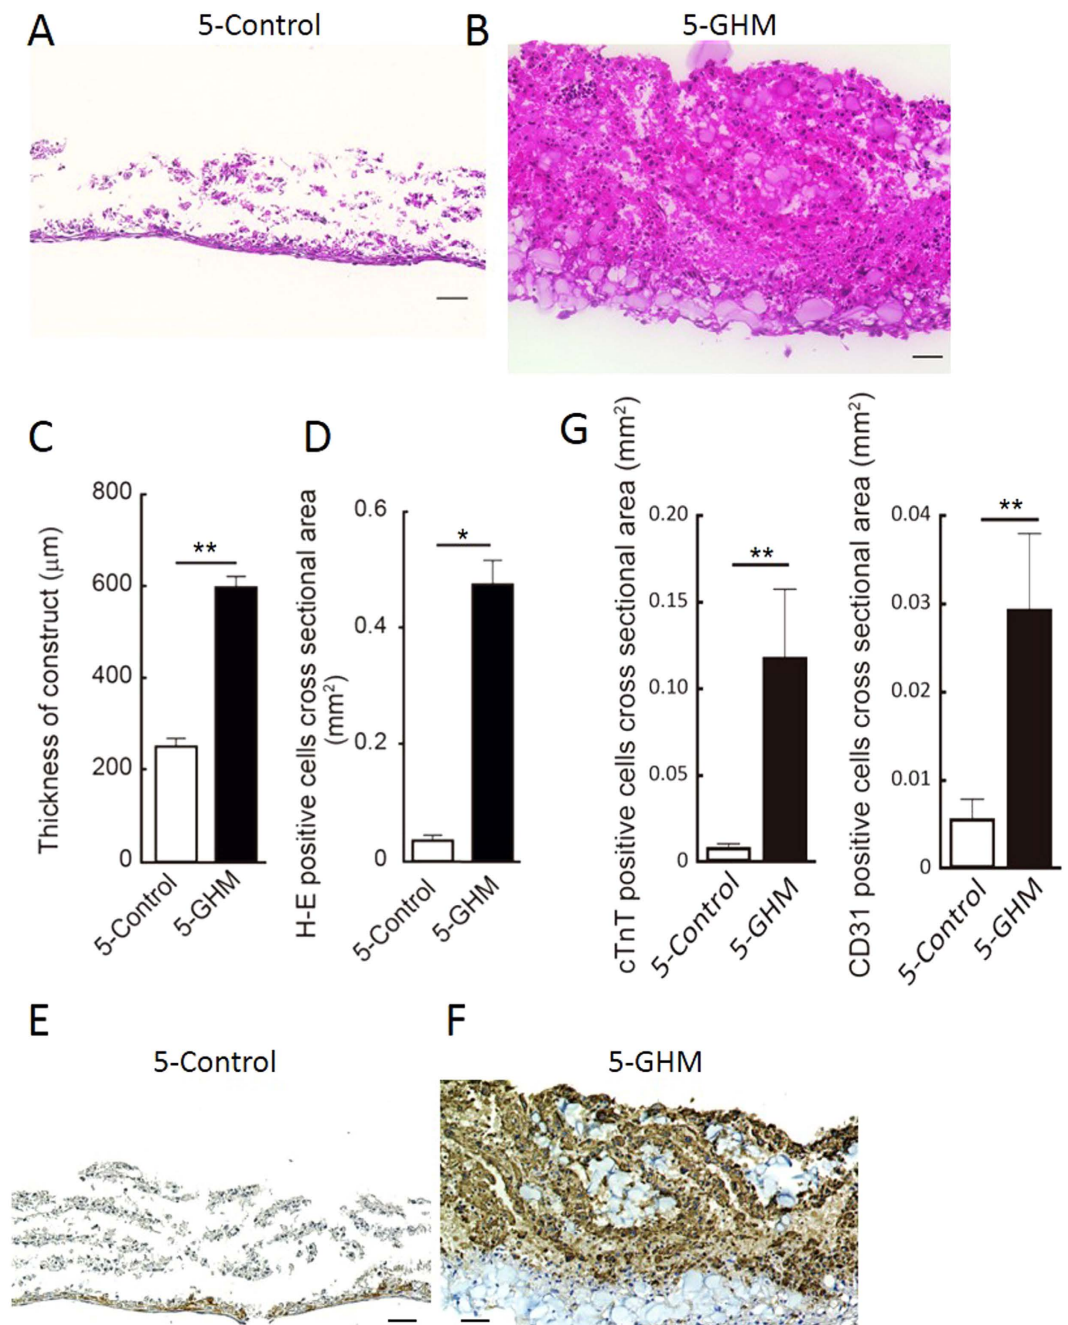 A
5-Control
B
5-GHM
C
Thickness of construct (μm)
800
600
400
200
0
**
5-Control
5-GHM
D
H-E positive cells cross sectional area
(mm²)
0.6
0.4
0.2
0
*
5-Control
5-GHM
G
cTnT positive cells cross sectional area (mm²)
0.20
0.15
0.10
0.05
0
**
5-Control
5-GHM
CD31 positive cells cross sectional area (mm²)
0.04
0.03
0.02
0.01
0
**
5-Control
5-GHM
E
5-Control
F
5-GHM